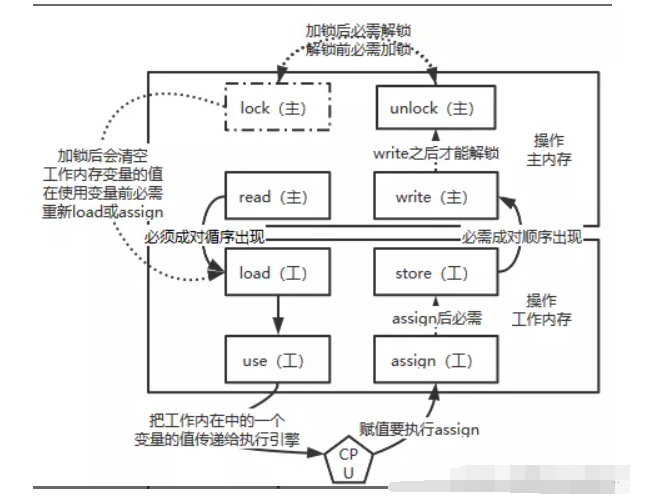 加锁后必需解锁
解锁前必需加锁
lock（主）
unlock（主）
操作
主内存
加锁后会清空
工作内存变量的值
在使用变量前必需
重新load或assign
write之后才能解锁
read（主）
write（主）
必须成对循序出现
必需成对顺序出现
load（工）
store（工）
操作
工作内存
assign后必需
use（工）
assign（工）
把工作内在中的一个
变量的值传递给执行引擎
赋值要执行assign
CP
U